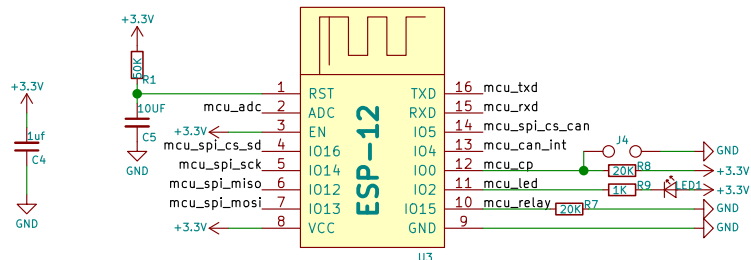 +3.3V
50K
R1
10UF
C5
GND
+3.3V
1uf
C4
GND
mcu_adc
+3.3V
mcu_spi_cs_sd
mcu_spi_sck
mcu_spi_miso
mcu_spi_mosi
+3.3V
1 RST
2 ADC
3 EN
4 IO16
5 IO14
6 IO12
7 IO13
8 VCC
ESP-12
TXD 16 mcu_txd
RXD 15 mcu_rxd
IO5 14 mcu_spi_cs_can
IO4 13 mcu_can_int
IO0 12 mcu_cp
IO2 11 mcu_led
IO15 10 mcu_relay
GND 9
U3
J4
GND
20K R8
+3.3V
1K R9 LED1
+3.3V
20K R7
GND
GND